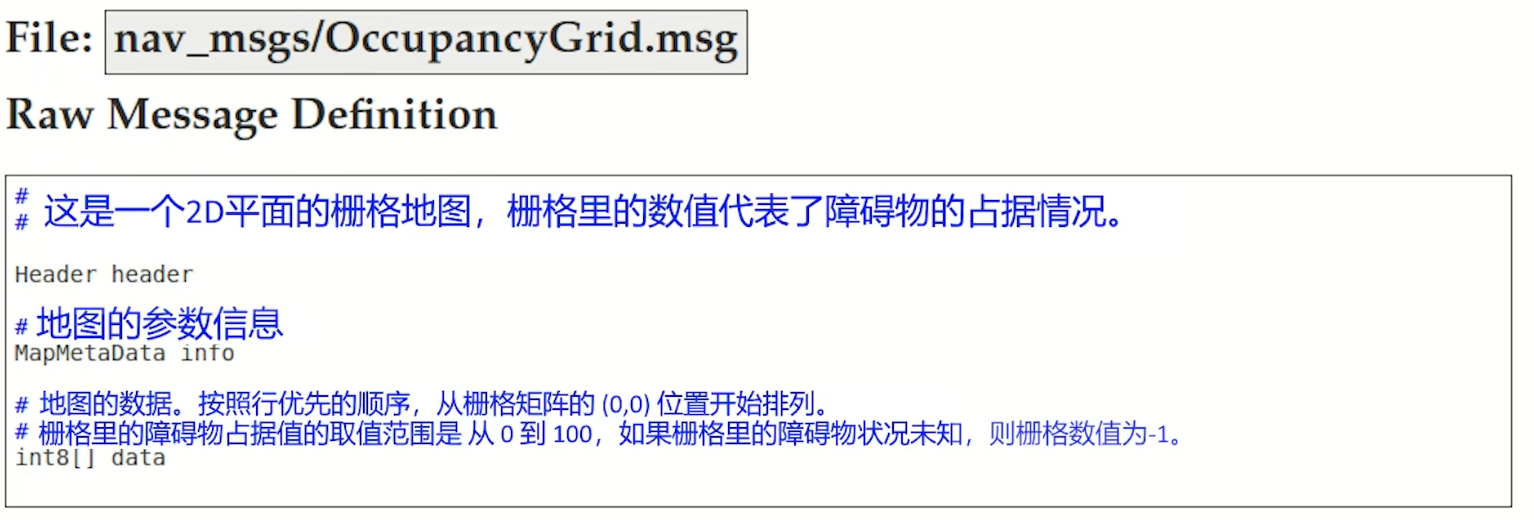 File: nav_msgs/OccupancyGrid.msg
Raw Message Definition
#
# 这是一个2D平面的栅格地图，栅格里的数值代表了障碍物的占据情况。
Header header
# 地图的参数信息
MapMetaData info
# 地图的数据。按照行优先的顺序，从栅格矩阵的 (0,0) 位置开始排列。
# 栅格里的障碍物占据值的取值范围是 从 0 到 100，如果栅格里的障碍物状况未知，则栅格数值为-1。
int8[] data